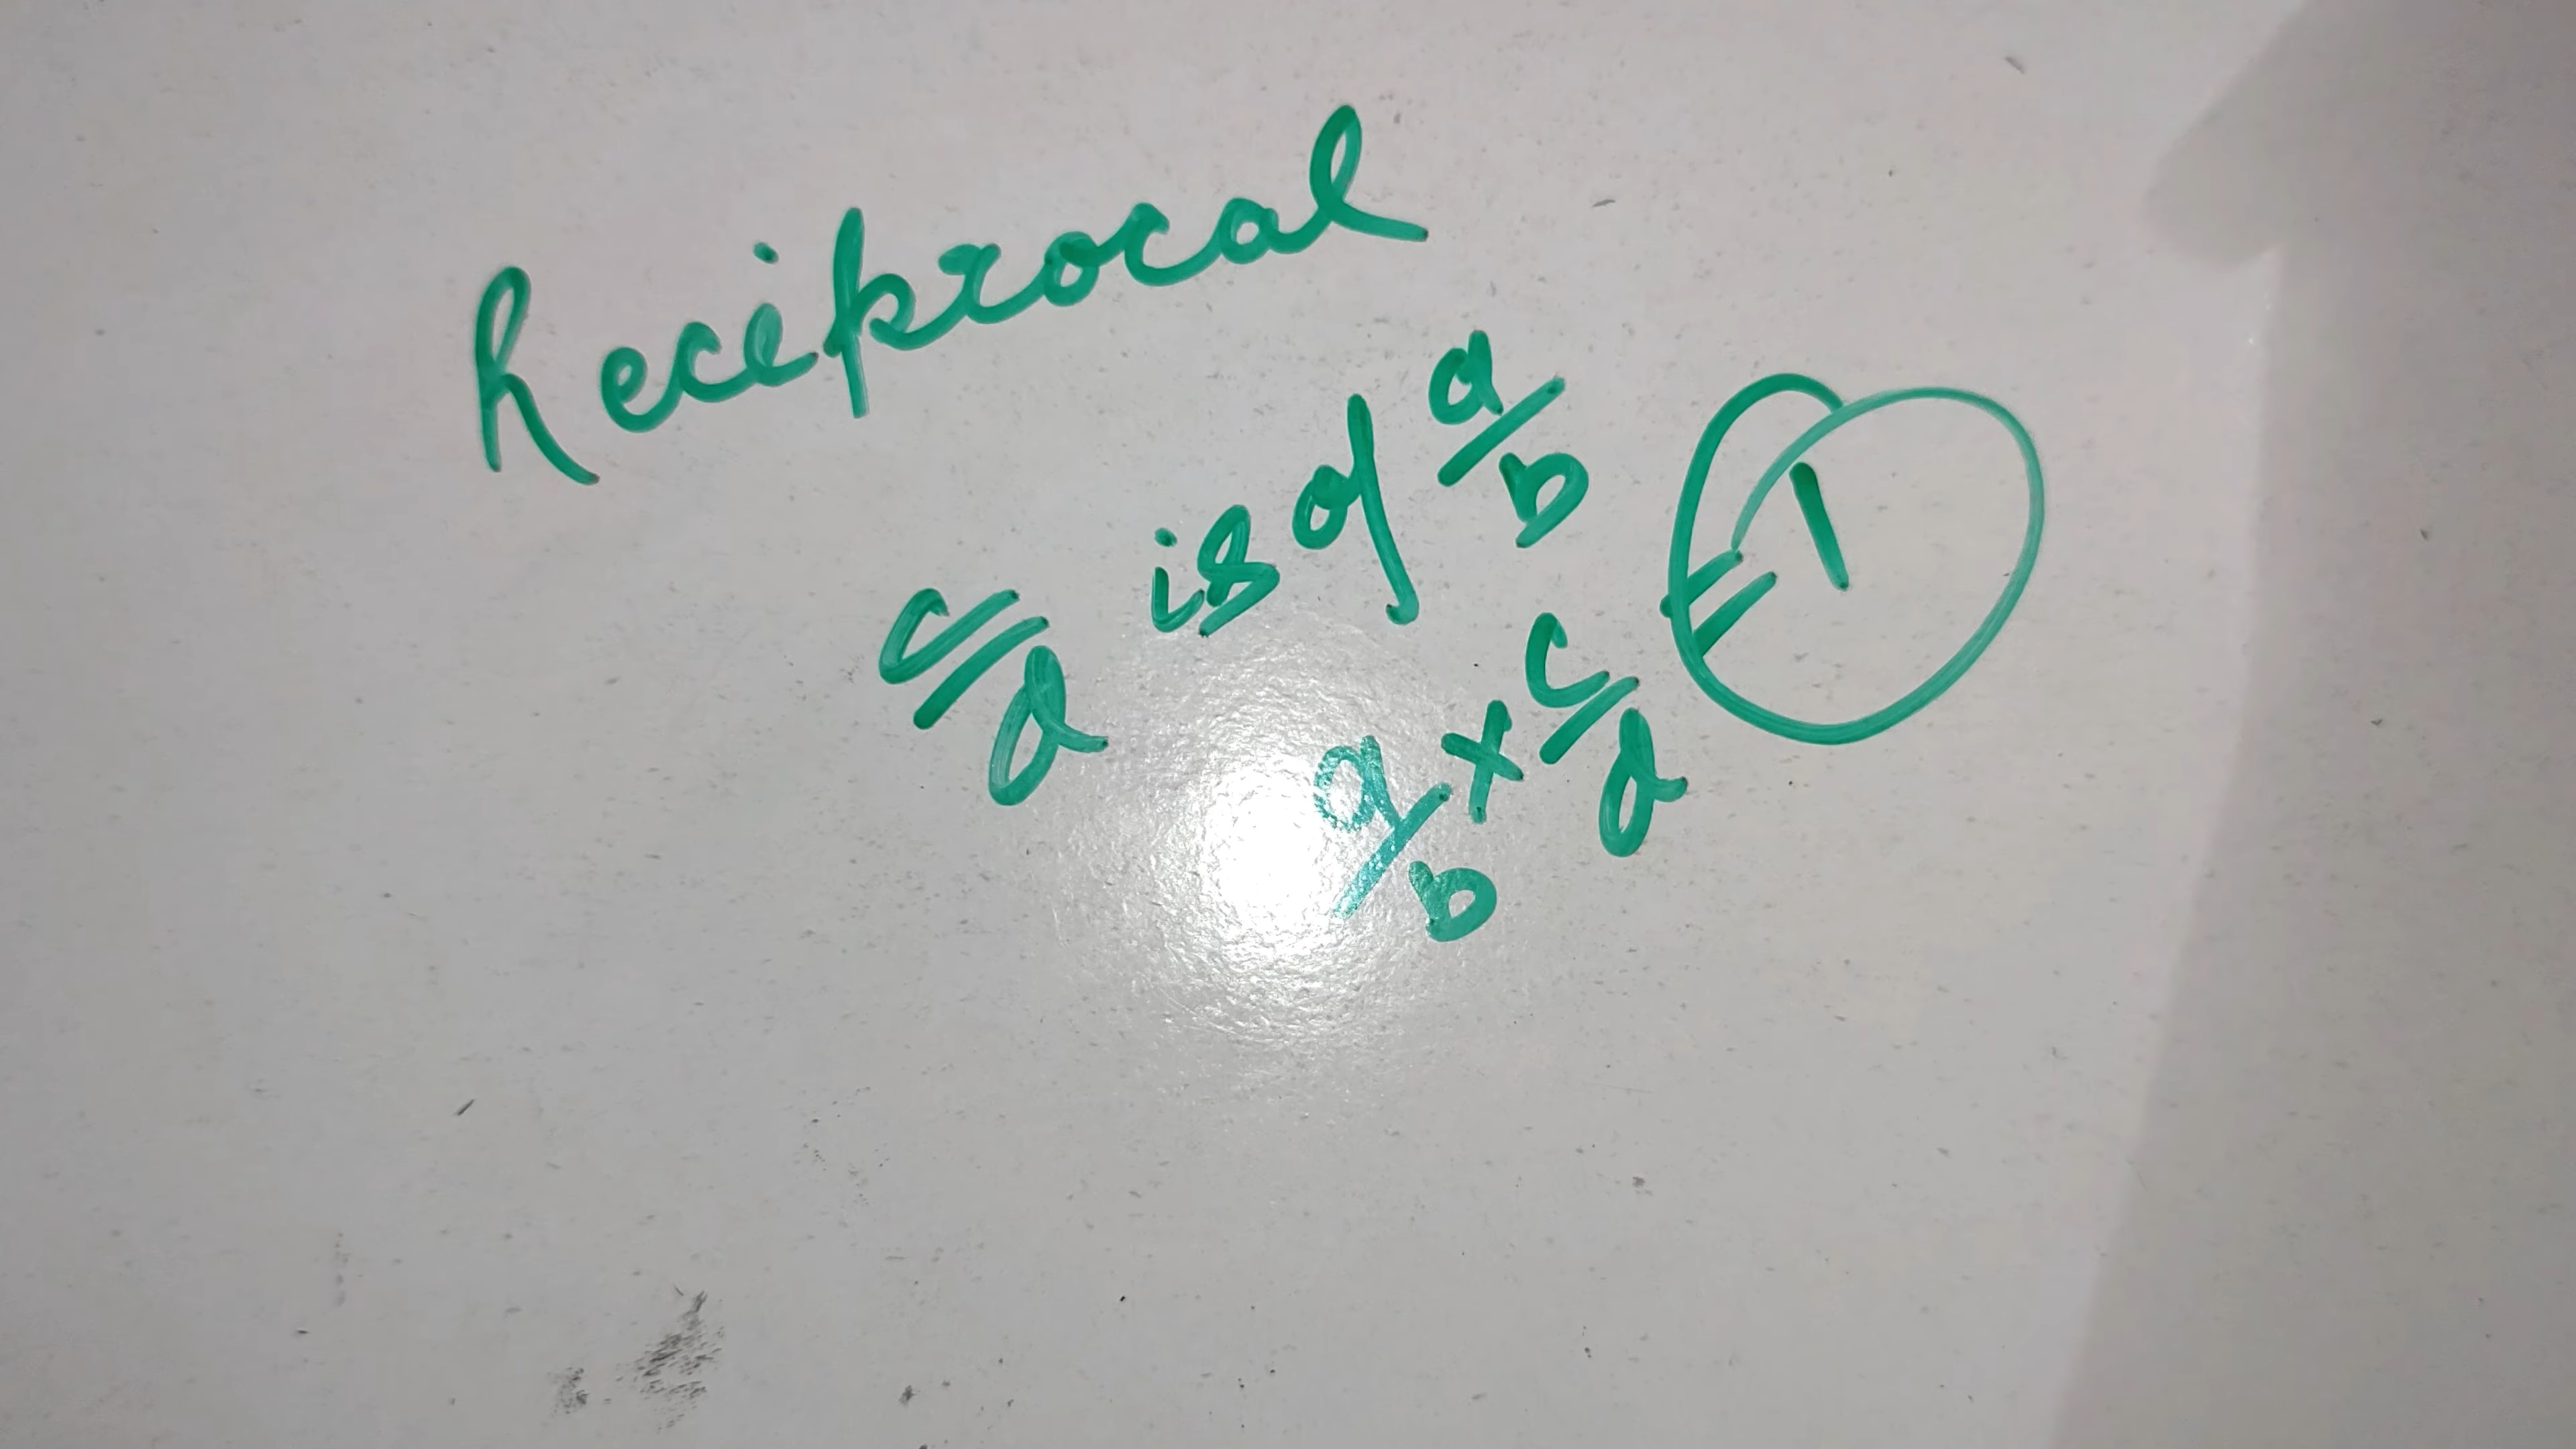 Reciprocal
c/d is of a/b
a/b × c/d = 1